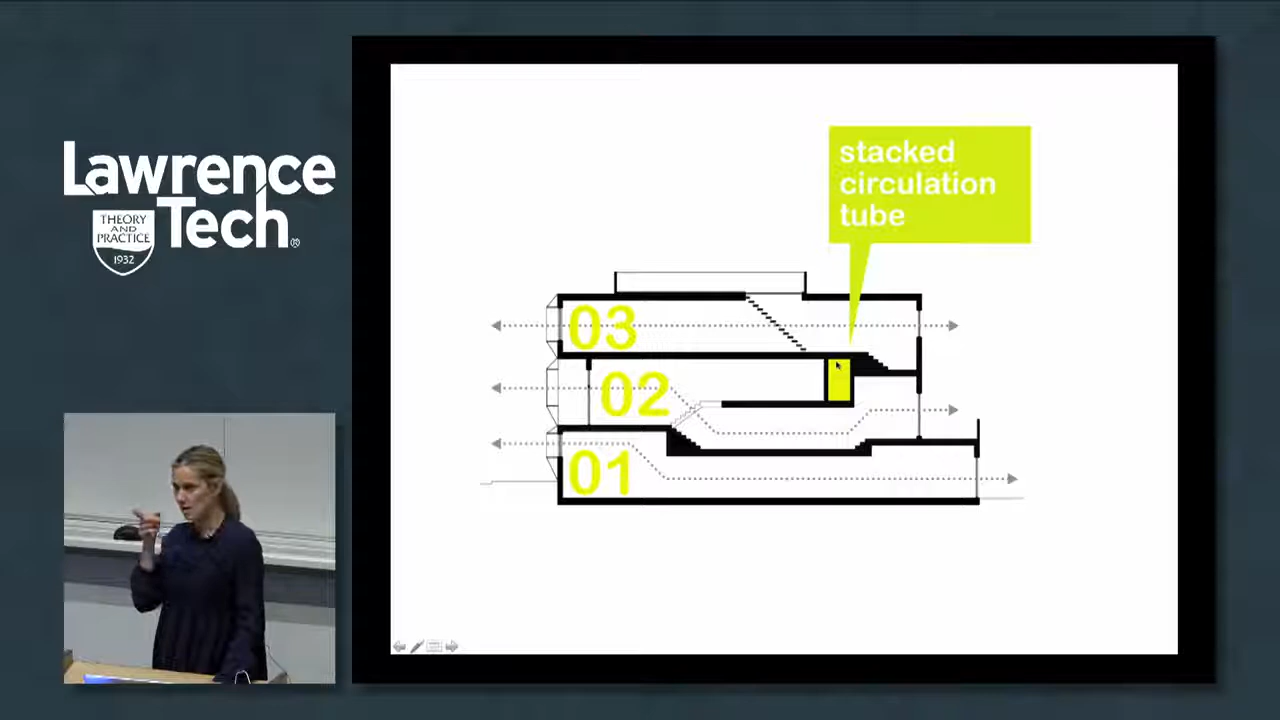 Lawrence
Tech®
THEORY
AND
PRACTICE
1932
stacked
circulation
tube
03
02
01